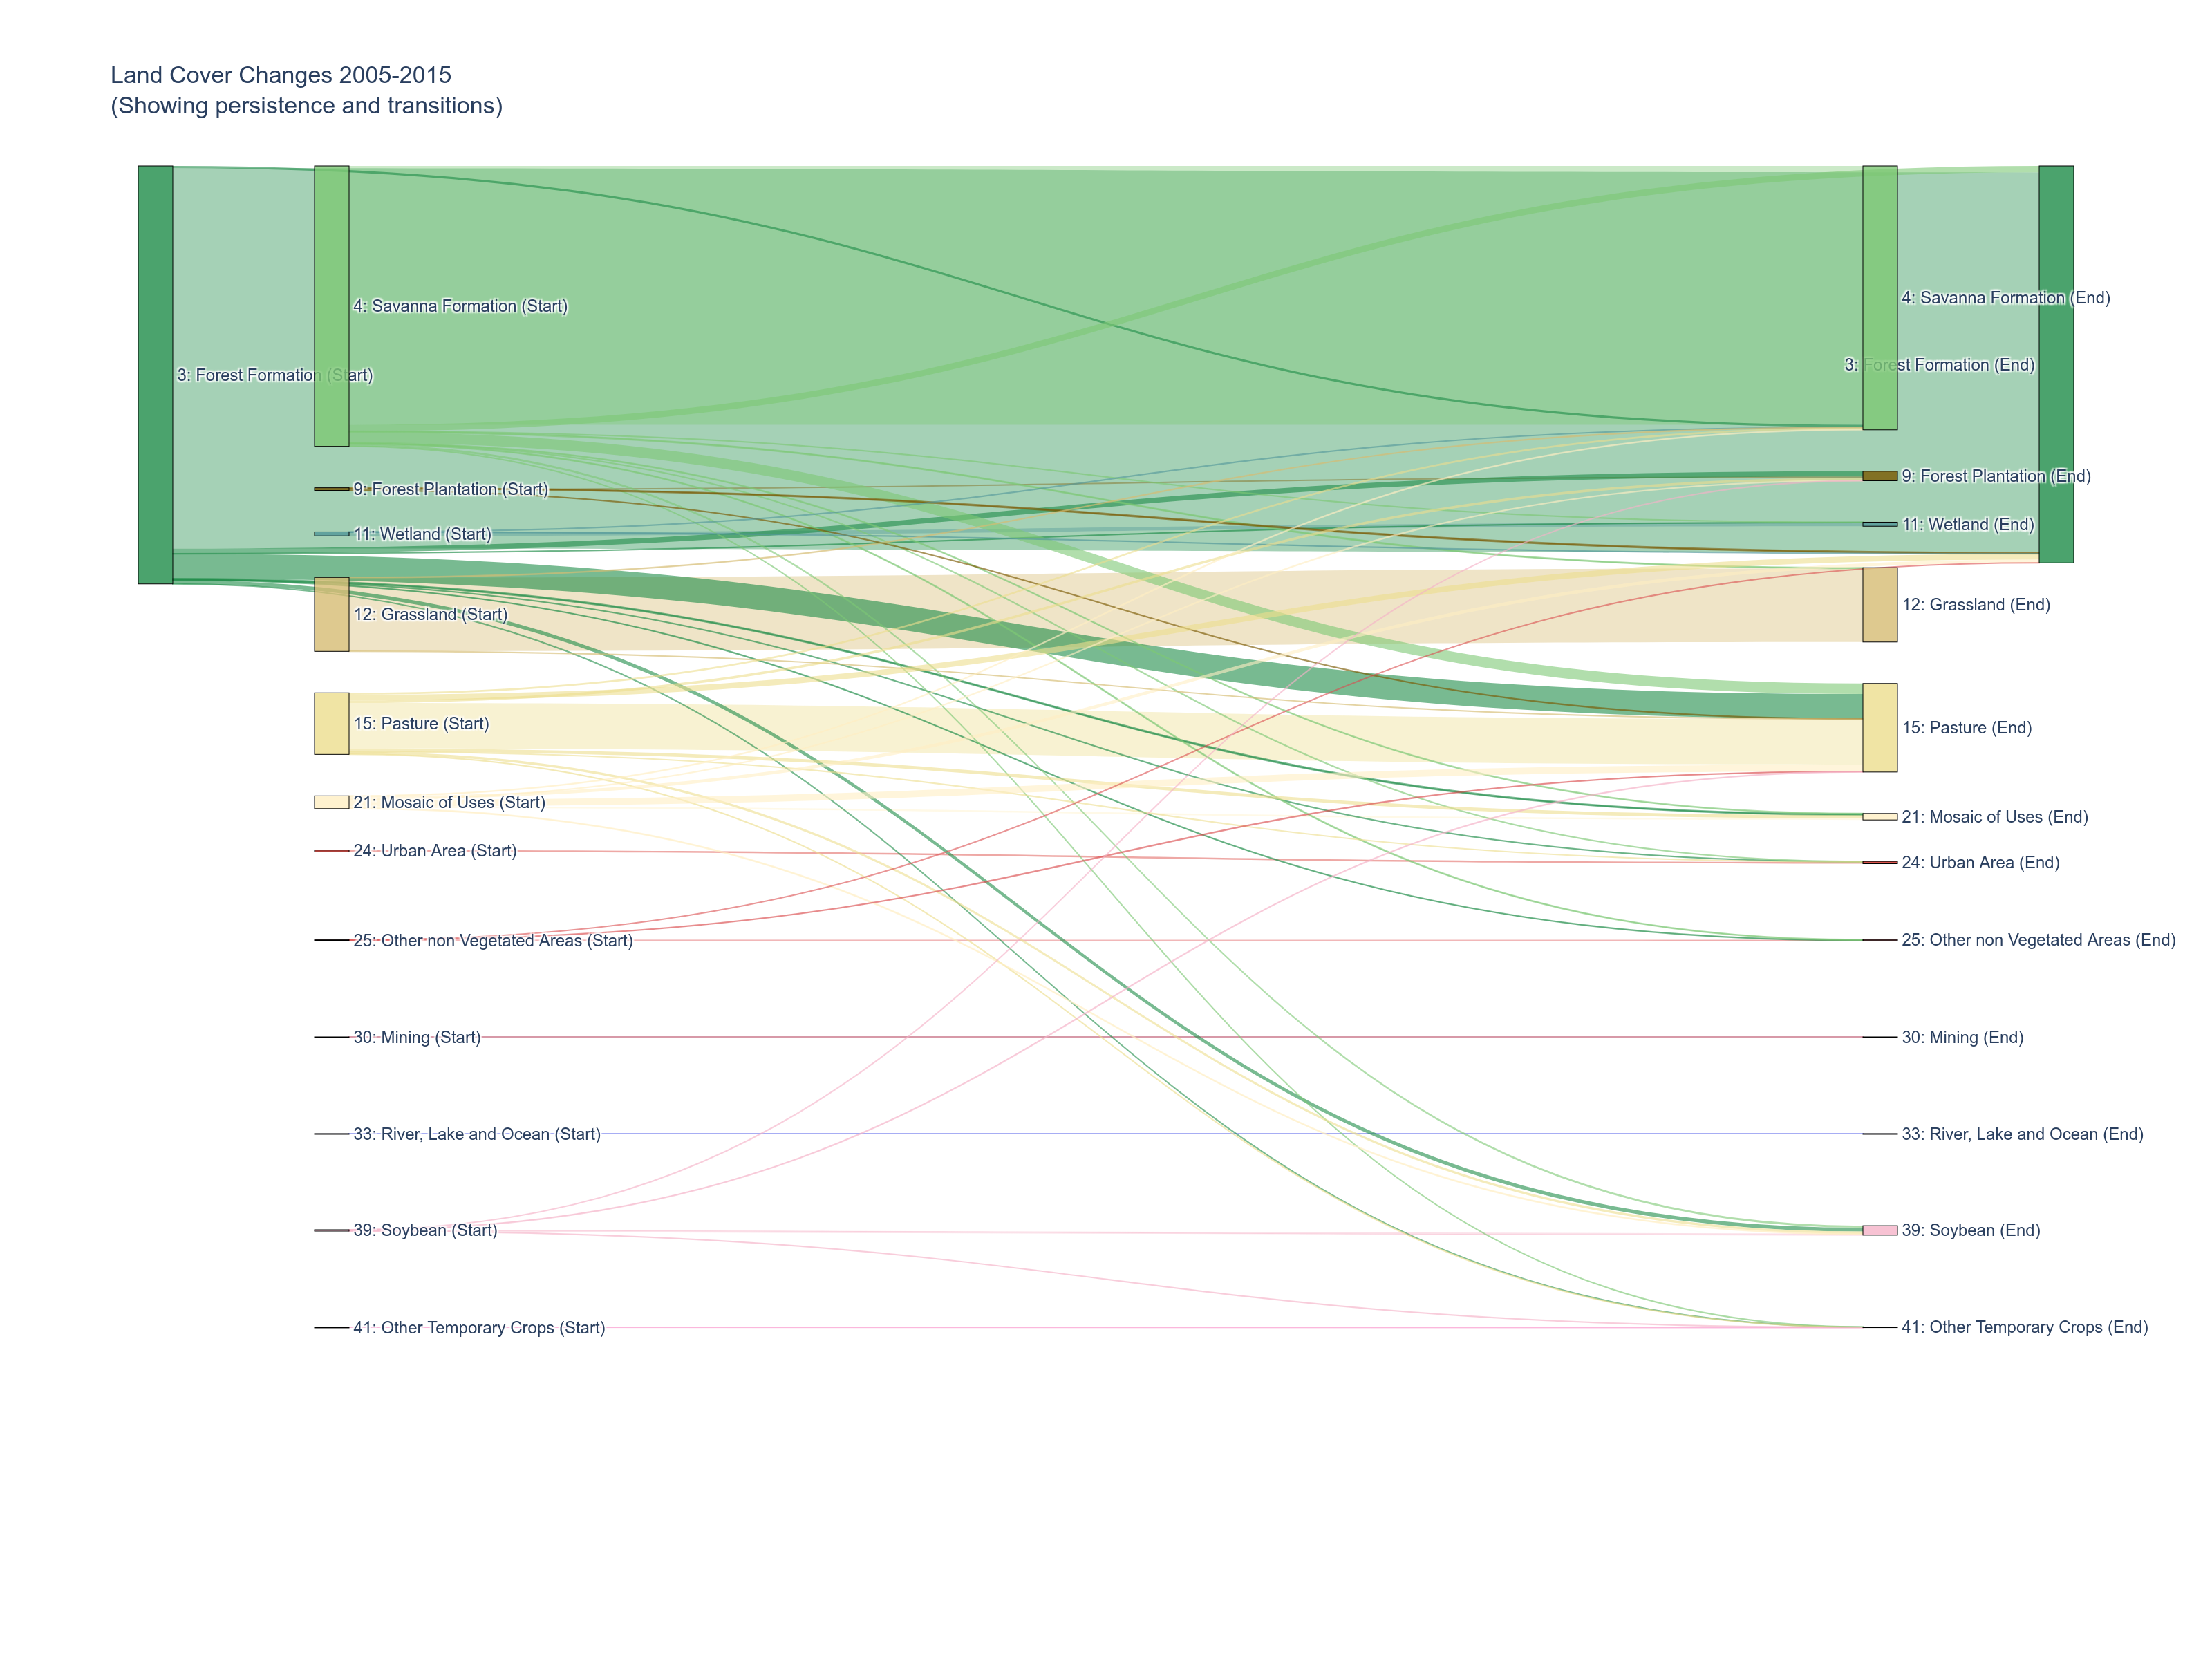 Land Cover Changes 2005-2015
(Showing persistence and transitions)
4: Savanna Formation (End)
4: Savanna Formation (Start)
3: Forest Formation (End)
3: Forest Formation (Start)
9: Forest Plantation (End)
9: Forest Plantation (Start)
11: Wetland (End)
11: Wetland (Start)
12: Grassland (End)
12: Grassland (Start)
15: Pasture (Start)
15: Pasture (End)
21: Mosaic of Uses (Start)
21: Mosaic of Uses (End)
24: Urban Area (Start)
24: Urban Area (End)
25: Other non Vegetated Areas (Start)
25: Other non Vegetated Areas (End)
30: Mining (Start)
30: Mining (End)
33: River, Lake and Ocean (Start)
33: River, Lake and Ocean (End)
39: Soybean (Start)
39: Soybean (End)
41: Other Temporary Crops (Start)
41: Other Temporary Crops (End)